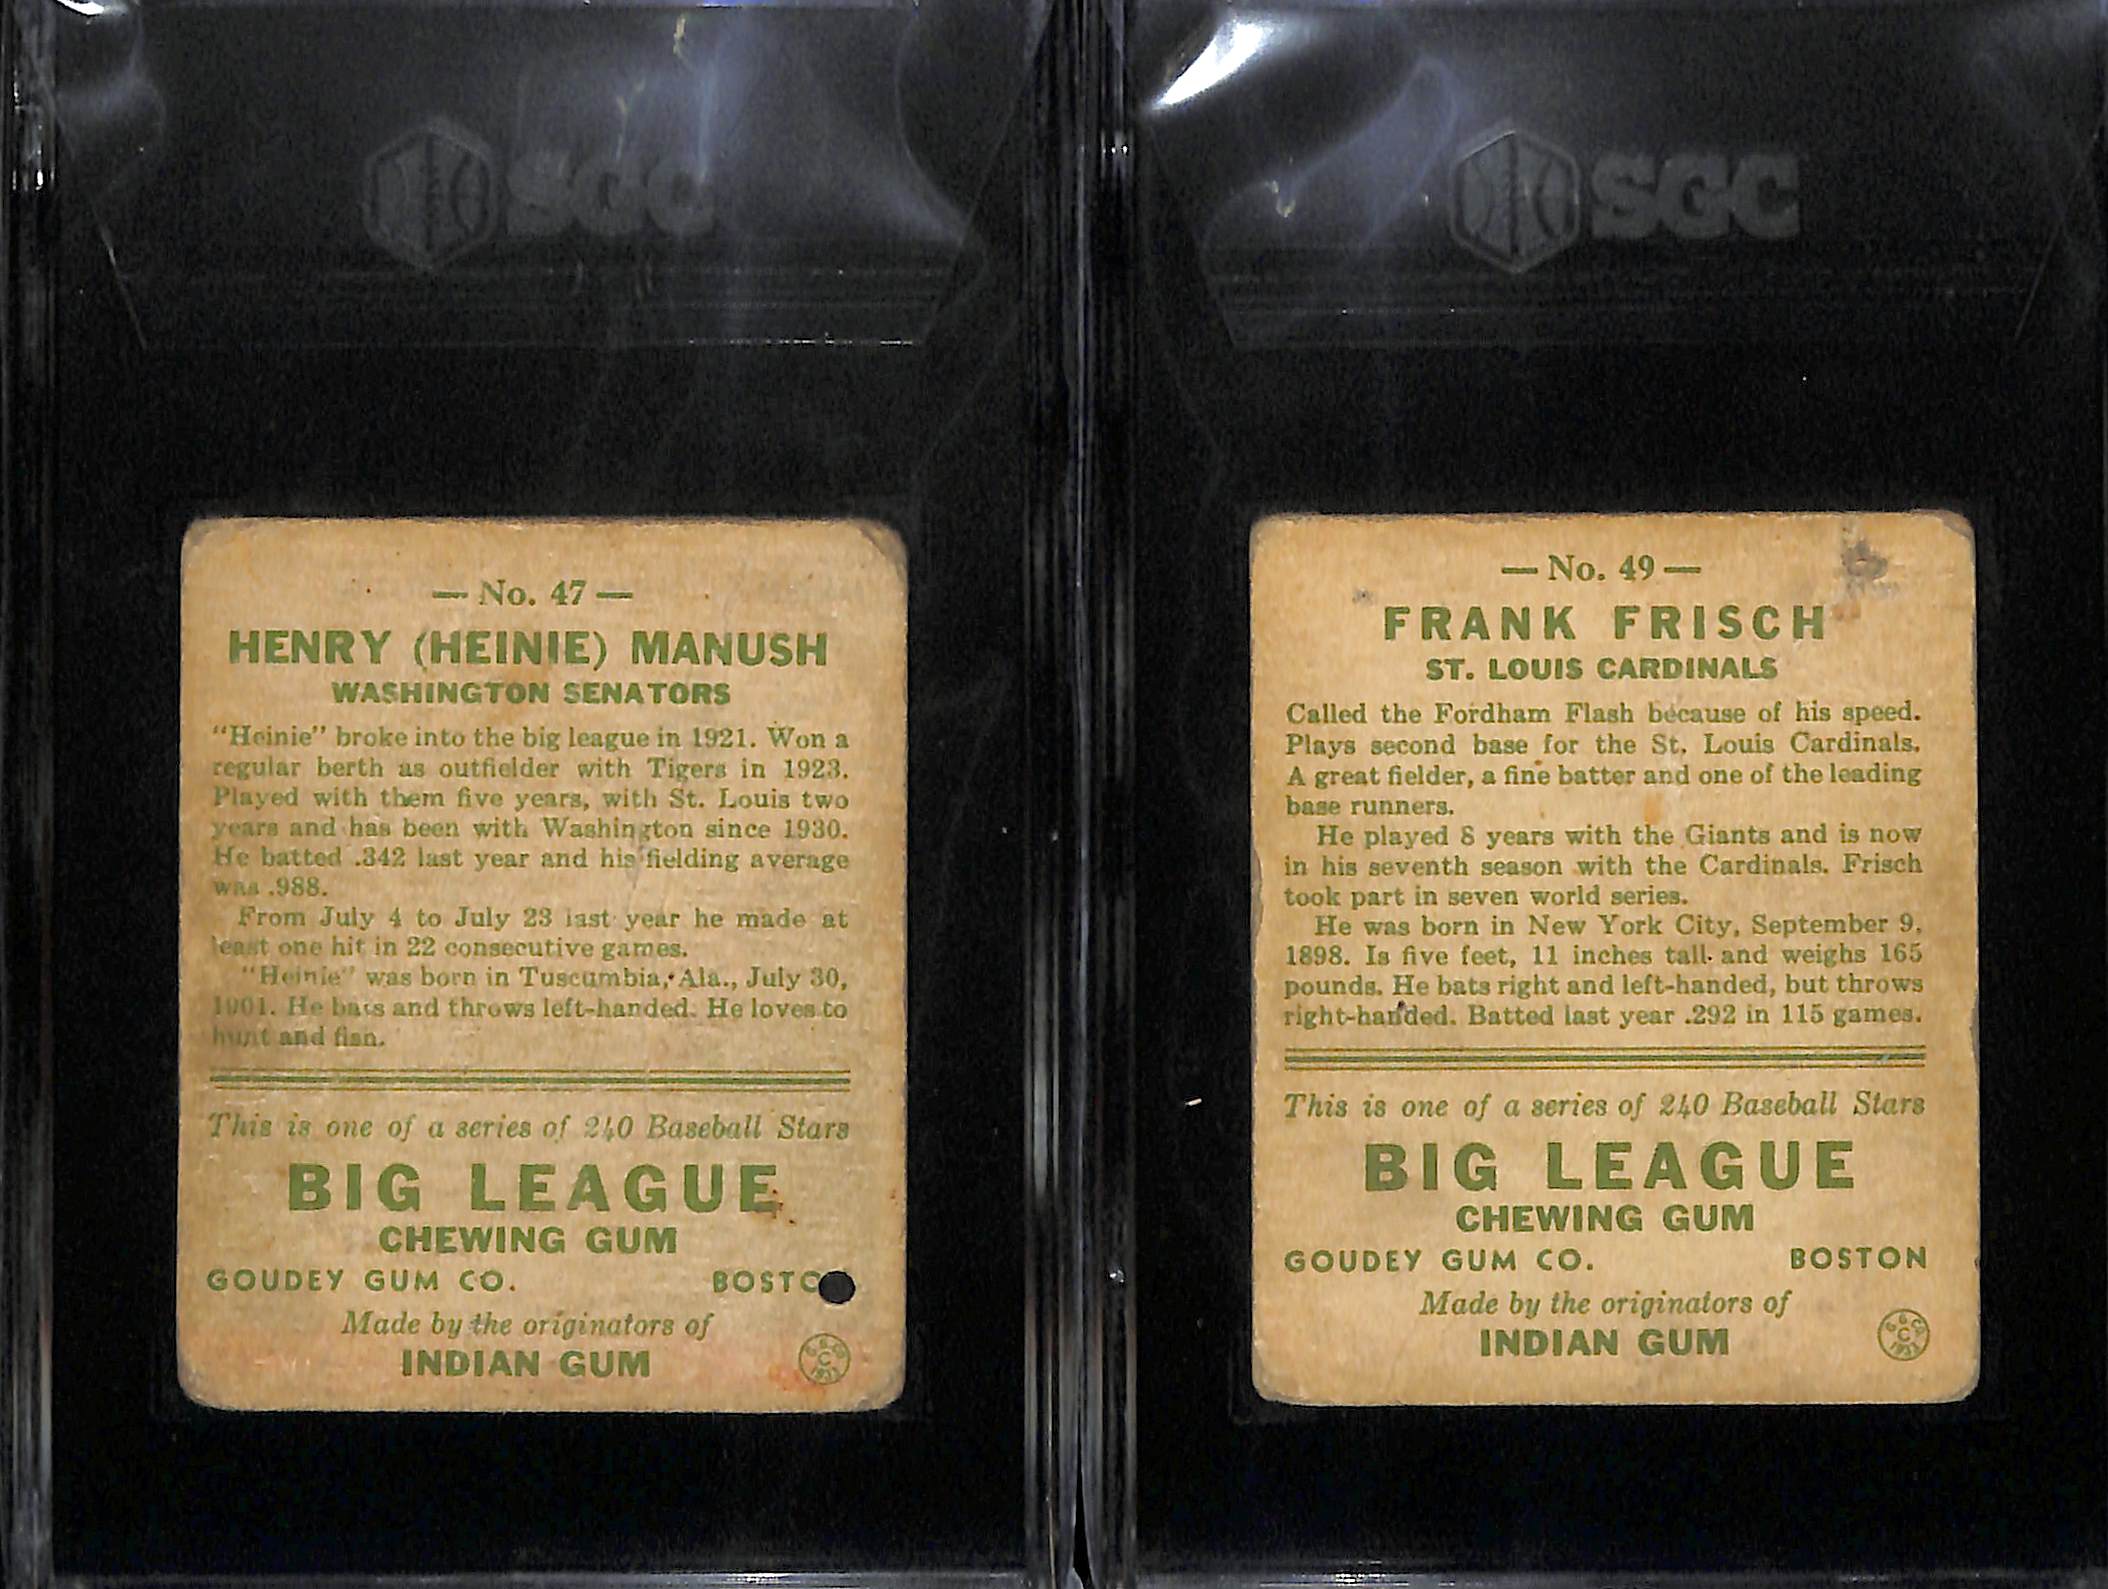 SGC
— No. 47 —
HENRY (HEINIE) MANUSH
WASHINGTON SENATORS
"Heinie" broke into the big league in 1921. Won a
regular berth as outfielder with Tigers in 1923.
Played with them five years, with St. Louis two
years and has been with Washington since 1930.
He batted .342 last year and his fielding average
was .988.
From July 4 to July 23 last year he made at
least one hit in 22 consecutive games.
"Heinie" was born in Tuscumbia, Ala., July 30,
1901. He bats and throws left-handed. He loves to
hunt and fish.
This is one of a series of 240 Baseball Stars
BIG LEAGUE
CHEWING GUM
GOUDEY GUM CO. BOSTO
Made by the originators of
INDIAN GUM
G G CO
C
1933
SGC
— No. 49 —
FRANK FRISCH
ST. LOUIS CARDINALS
Called the Fordham Flash because of his speed.
Plays second base for the St. Louis Cardinals.
A great fielder, a fine batter and one of the leading
base runners.
He played 8 years with the Giants and is now
in his seventh season with the Cardinals. Frisch
took part in seven world series.
He was born in New York City, September 9,
1898. Is five feet, 11 inches tall and weighs 165
pounds. He bats right and left-handed, but throws
right-handed. Batted last year .292 in 115 games.
This is one of a series of 240 Baseball Stars
BIG LEAGUE
CHEWING GUM
GOUDEY GUM CO. BOSTON
Made by the originators of
INDIAN GUM
G G CO
C
1933